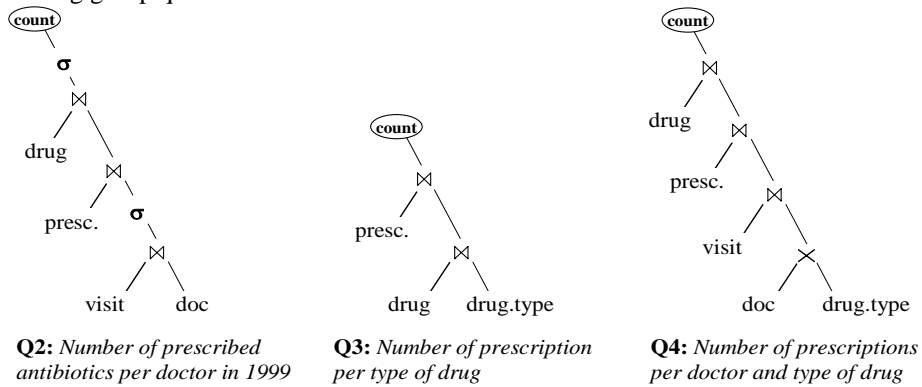 count
σ
drug
presc.
σ
visit
doc
Q2: Number of prescribed
antibiotics per doctor in 1999
count
presc.
drug
drug.type
Q3: Number of prescription
per type of drug
count
drug
presc.
visit
doc
drug.type
Q4: Number of prescriptions
per doctor and type of drug